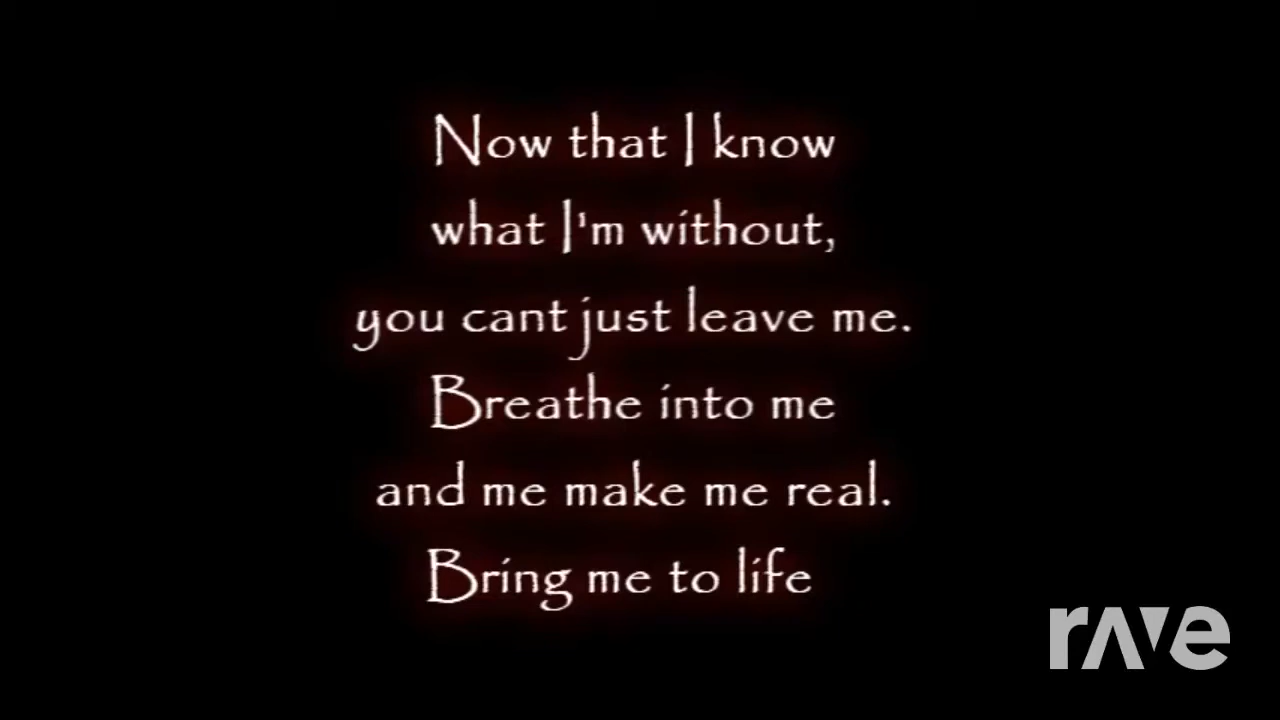 Now that I know
what I'm without,
you cant just leave me.
Breathe into me
and me make me real.
Bring me to life
rave